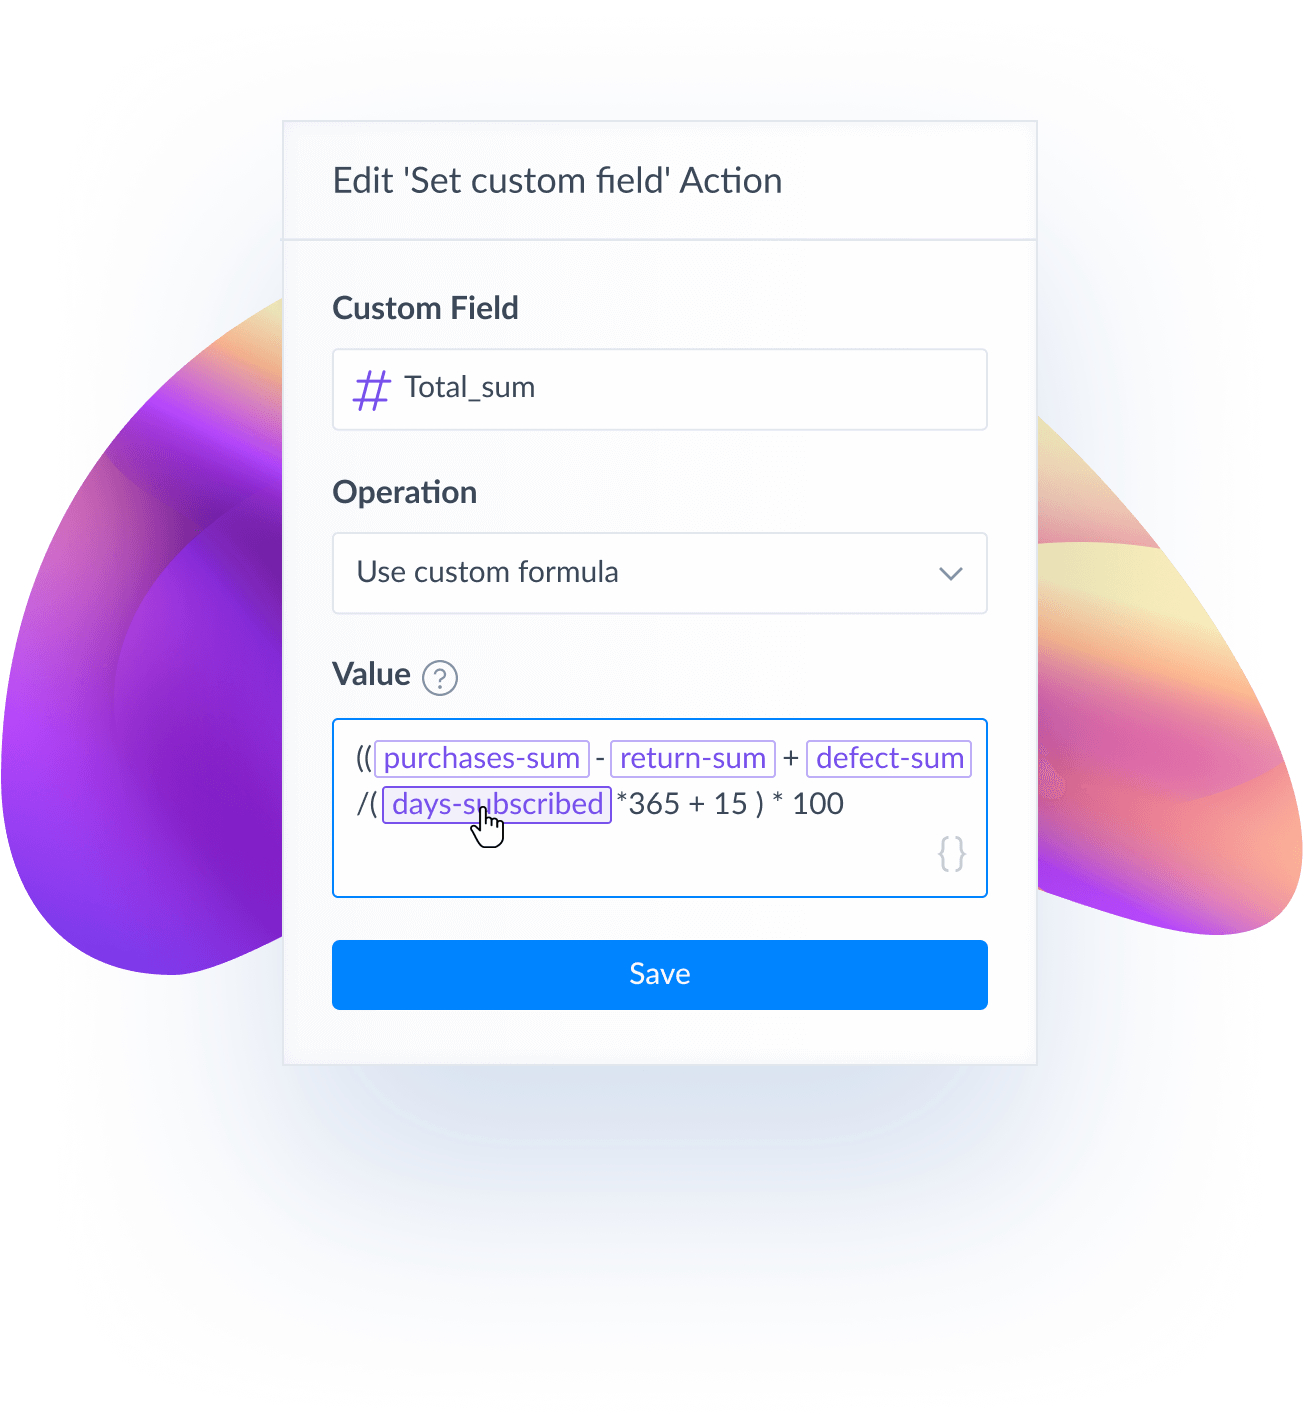 Edit 'Set custom field' Action
Custom Field
# Total_sum
Operation
Use custom formula
Value ?
(( purchases-sum - return-sum + defect-sum
/( days-subscribed *365 + 15 ) * 100
{}
Save